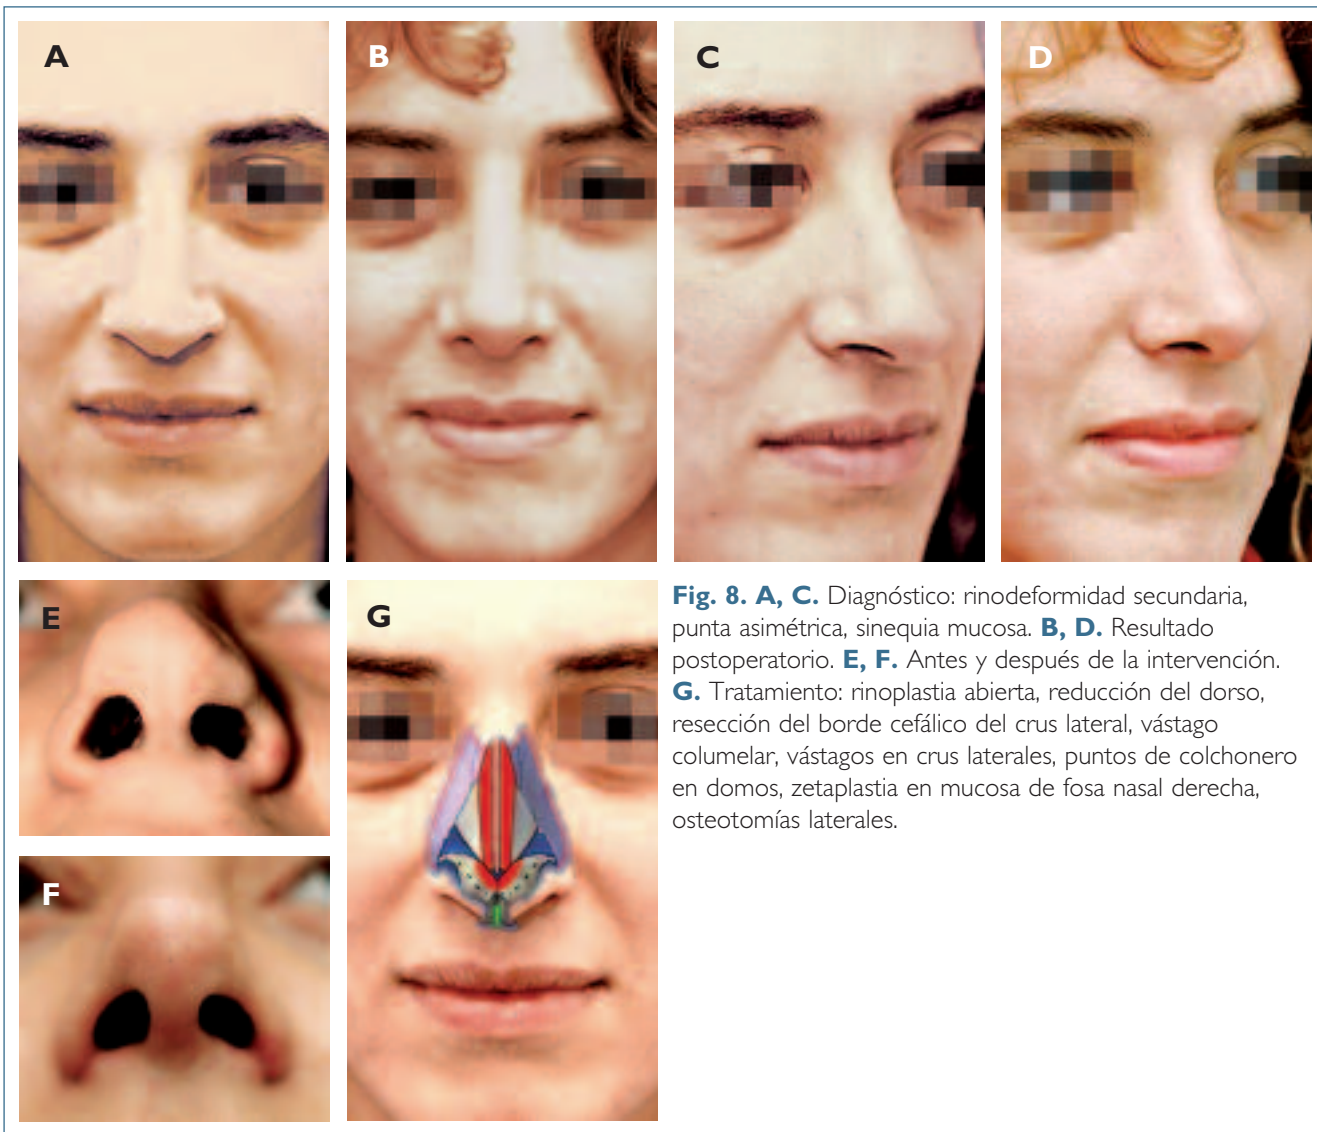 A
B
C
D
E
F
G
Fig. 8. A, C. Diagnóstico: rinodeformidad secundaria,
punta asimétrica, sinequia mucosa. B, D. Resultado
postoperatorio. E, F. Antes y después de la intervención.
G. Tratamiento: rinoplastia abierta, reducción del dorso,
resección del borde cefálico del crus lateral, vástago
columelar, vástagos en crus laterales, puntos de colchonero
en domos, zetaplastia en mucosa de fosa nasal derecha,
osteotomías laterales.